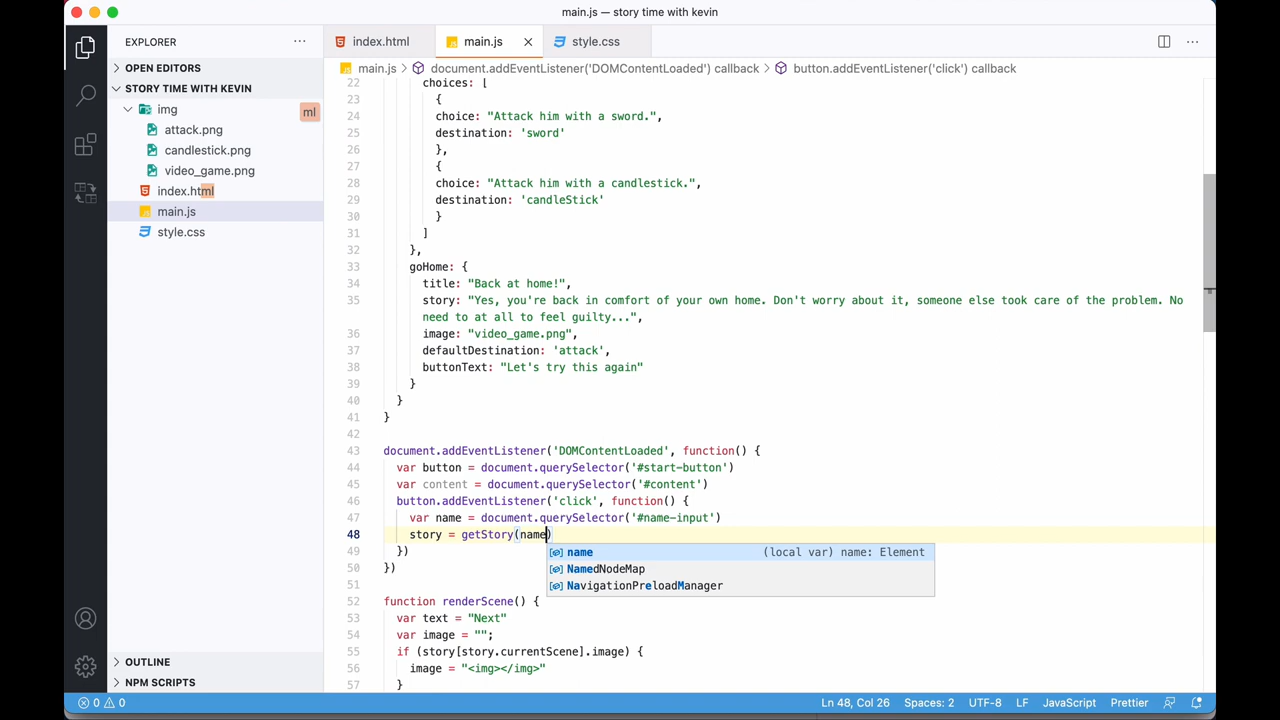 main.js — story time with kevin
EXPLORER
index.html
main.js
style.css
OPEN EDITORS
main.js > document.addEventListener('DOMContentLoaded') callback > button.addEventListener('click') callback
STORY TIME WITH KEVIN
img
ml
attack.png
candlestick.png
video_game.png
index.html
main.js
style.css
22 choices: [
23 {
24 choice: "Attack him with a sword.",
25 destination: 'sword'
26 },
27 {
28 choice: "Attack him with a candlestick.",
29 destination: 'candleStick'
30 }
31 ]
32 },
33 goHome: {
34 title: "Back at home!",
35 story: "Yes, you're back in comfort of your own home. Don't worry about it, someone else took care of the problem. No
need to at all to feel guilty...",
36 image: "video_game.png",
37 defaultDestination: 'attack',
38 buttonText: "Let's try this again"
39 }
40 }
41 }
42
43 document.addEventListener('DOMContentLoaded', function() {
44 var button = document.querySelector('#start-button')
45 var content = document.querySelector('#content')
46 button.addEventListener('click', function() {
47 var name = document.querySelector('#name-input')
48 story = getStory(name)
49 })
50 })
51
52 function renderScene() {
53 var text = "Next"
54 var image = "";
55 if (story[story.currentScene].image) {
56 image = "<img></img>"
57 }
name (local var) name: Element
NamedNodeMap
NavigationPreloadManager
OUTLINE
NPM SCRIPTS
0 0
Ln 48, Col 26 Spaces: 2 UTF-8 LF JavaScript Prettier